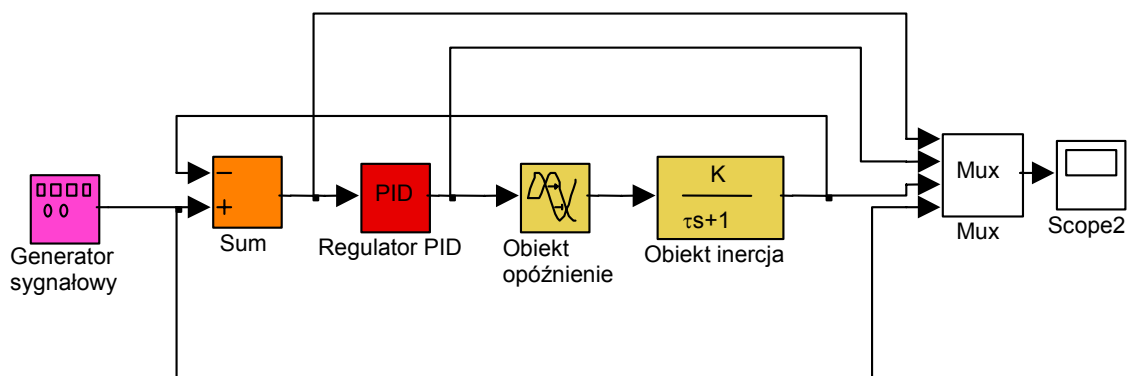 Generator
sygnałowy
−
+
Sum
PID
Regulator PID
Obiekt
opóźnienie
K
τs+1
Obiekt inercja
Mux
Mux
Scope2